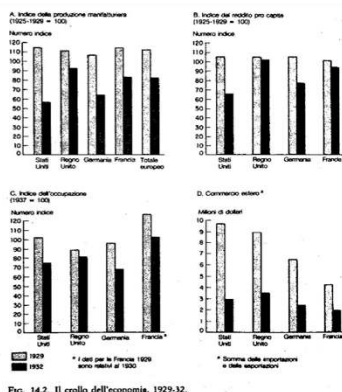 A. Indice della produzione manifatturiera
(1925-1929 = 100)
Numero indice
120
110
100
90
80
70
60
50
40
30
20
10
0
Stati Uniti
Regno Unito
Germania
Francia
Totale europeo
B. Indice del reddito pro capite
(1925-1929 = 100)
Numero indice
120
110
100
90
80
70
60
50
40
30
20
10
0
Stati Uniti
Regno Unito
Germania
Francia
C. Indice dell'occupazione
(1937 = 100)
Numero indice
120
110
100
90
80
70
60
50
40
30
20
10
0
Stati Uniti
Regno Unito
Germania
Francia*
1929
1932
* I dati per la Francia 1929
sono relativi al 1930
D. Commercio estero*
Milioni di dollari
10
9
8
7
6
5
4
3
2
1
0
Stati Uniti
Regno Unito
Germania
Francia
* Somma delle importazioni
e delle esportazioni
FIG. 14.2. Il crollo dell'economia, 1929-32.